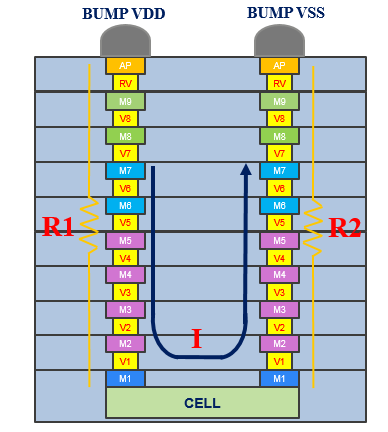 BUMP VDD BUMP VSS
AP AP
RV RV
M9 M9
V8 V8
M8 M8
V7 V7
M7 M7
V6 V6
M6 M6
R1 V5 V5 R2
M5 M5
V4 V4
M4 M4
V3 V3
M3 M3
V2 V2
I
M2 M2
V1 V1
M1 M1
CELL